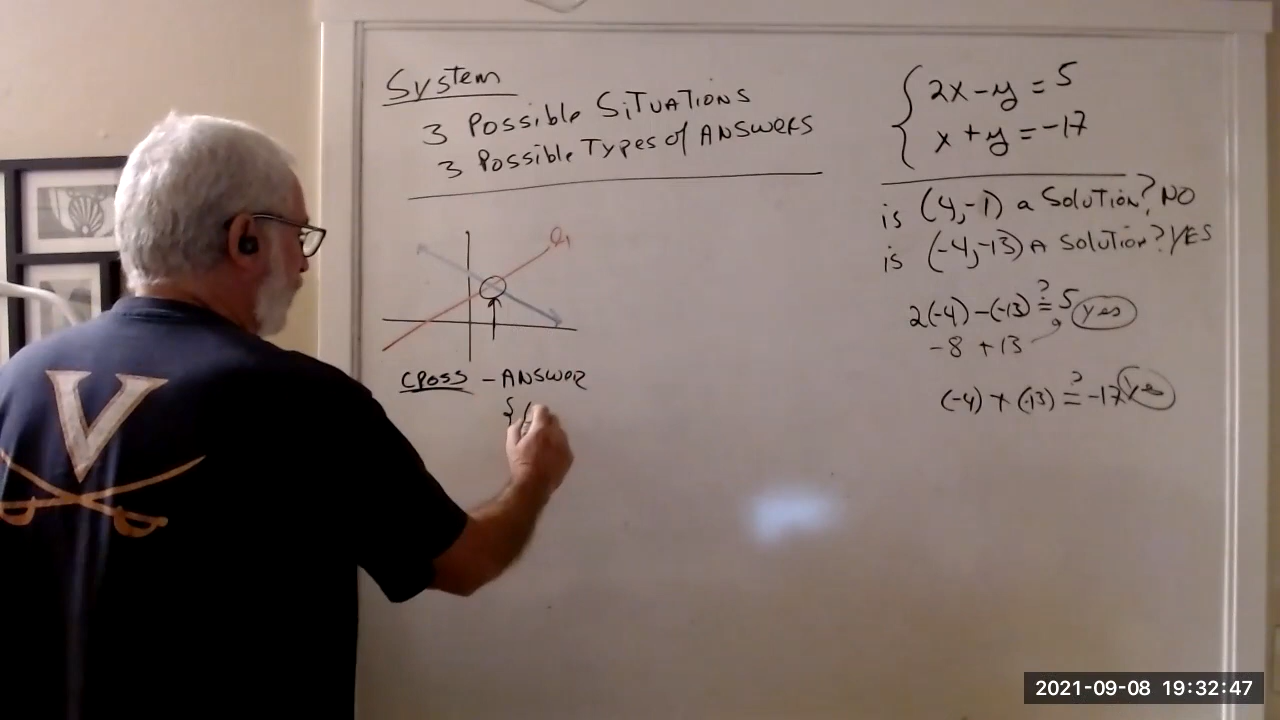 System
3 Possible SiTUATIONS
3 Possible Types of ANSWERS
CROSS - ANSWER
{(
{ 2x - y = 5
x + y = -17
is (4,-1) a Solution? NO
is (-4,-13) A Solution? YES
2(-4) - (-13) ≟ 5 yes
-8 + 13
(-4) + (-13) ≟ -17 yes
V
2021-09-08 19:32:47